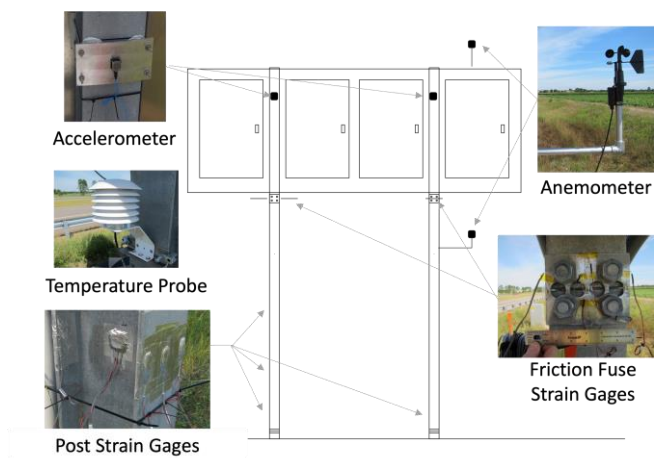 Accelerometer
Anemometer
Temperature Probe
Friction Fuse
Strain Gages
Post Strain Gages